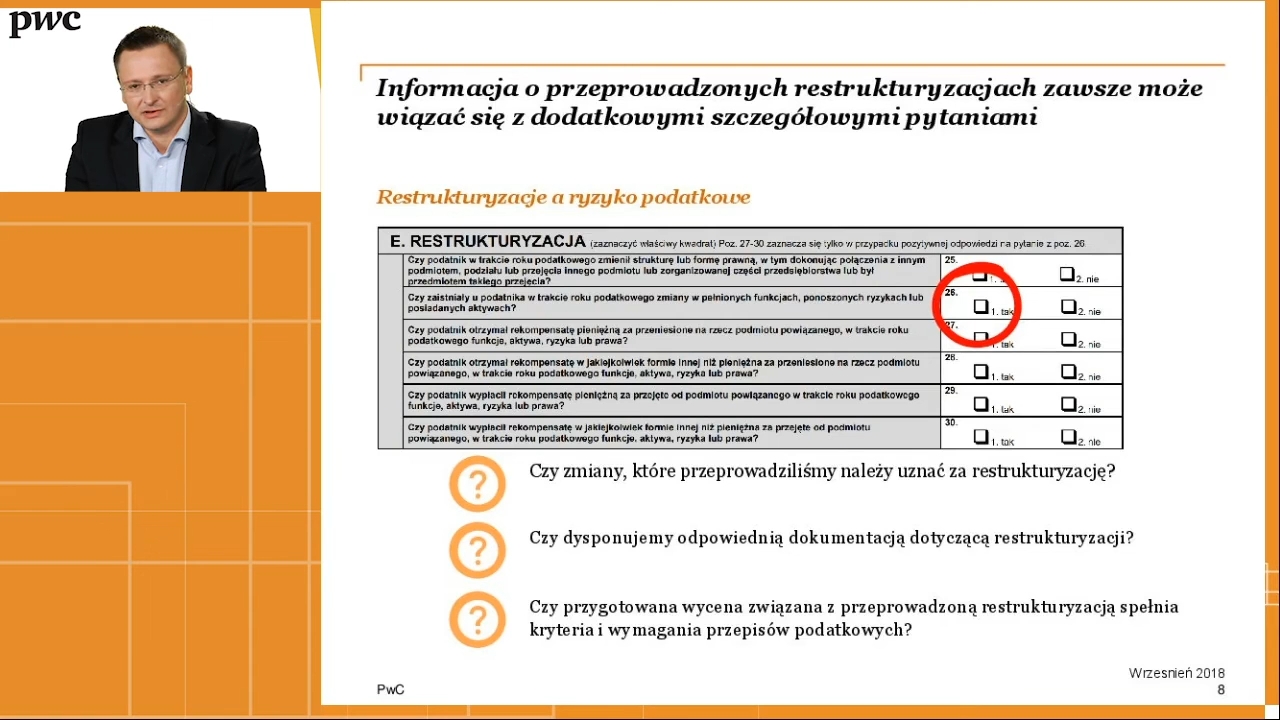 pwc
Informacja o przeprowadzonych restrukturyzacjach zawsze może
wiązać się z dodatkowymi szczegółowymi pytaniami
Restrukturyzacje a ryzyko podatkowe
E. RESTRUKTURYZACJA (zaznaczyć właściwy kwadrat) Poz. 27-30 zaznacza się tylko w przypadku pozytywnej odpowiedzi na pytanie z poz. 26
Czy podatnik w trakcie roku podatkowego zmienił strukturę lub formę prawną, w tym dokonując połączenia z innym
podmiotem, podziału lub przejęcia innego podmiotu lub zorganizowanej części przedsiębiorstwa lub był
przedmiotem takiego przejęcia?
25.
2. nie
Czy zaistniały u podatnika w trakcie roku podatkowego zmiany w pełnionych funkcjach, ponoszonych ryzykach lub
posiadanych aktywach?
26.
1. tak
2. nie
Czy podatnik otrzymał rekompensatę pieniężną za przeniesione na rzecz podmiotu powiązanego, w trakcie roku
podatkowego funkcje, aktywa, ryzyka lub prawa?
27.
1. tak
2. nie
Czy podatnik otrzymał rekompensatę w jakiejkolwiek formie innej niż pieniężna za przeniesione na rzecz podmiotu
powiązanego, w trakcie roku podatkowego funkcje, aktywa, ryzyka lub prawa?
28.
1. tak
2. nie
Czy podatnik wypłacił rekompensatę pieniężną za przejęte od podmiotu powiązanego w trakcie roku podatkowego
funkcje, aktywa, ryzyka lub prawa?
29.
1. tak
2. nie
Czy podatnik wypłacił rekompensatę w jakiejkolwiek formie innej niż pieniężna za przejęte od podmiotu
powiązanego, w trakcie roku podatkowego funkcje, aktywa, ryzyka lub prawa?
30.
1. tak
2. nie
? Czy zmiany, które przeprowadziliśmy należy uznać za restrukturyzację?
? Czy dysponujemy odpowiednią dokumentacją dotyczącą restrukturyzacji?
? Czy przygotowana wycena związana z przeprowadzoną restrukturyzacją spełnia
kryteria i wymagania przepisów podatkowych?
Wrzesnień 2018
PwC
8